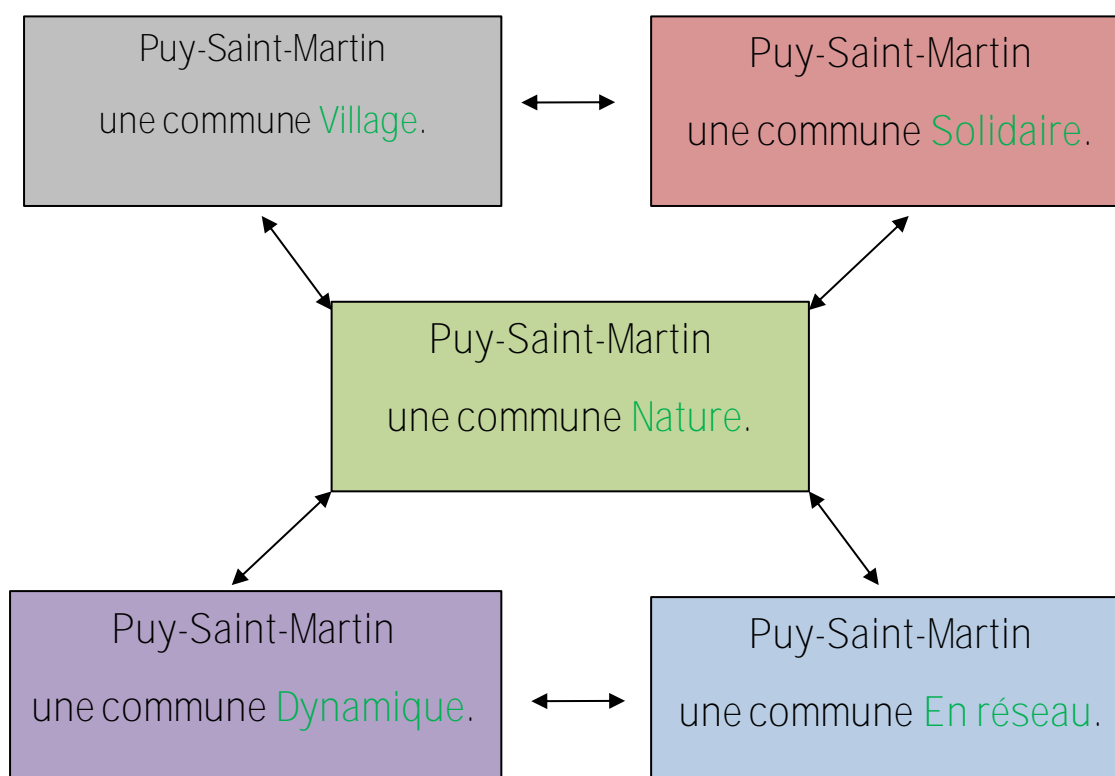 Puy-Saint-Martin
une commune Village.
Puy-Saint-Martin
une commune Solidaire.
Puy-Saint-Martin
une commune Nature.
Puy-Saint-Martin
une commune Dynamique.
Puy-Saint-Martin
une commune En réseau.